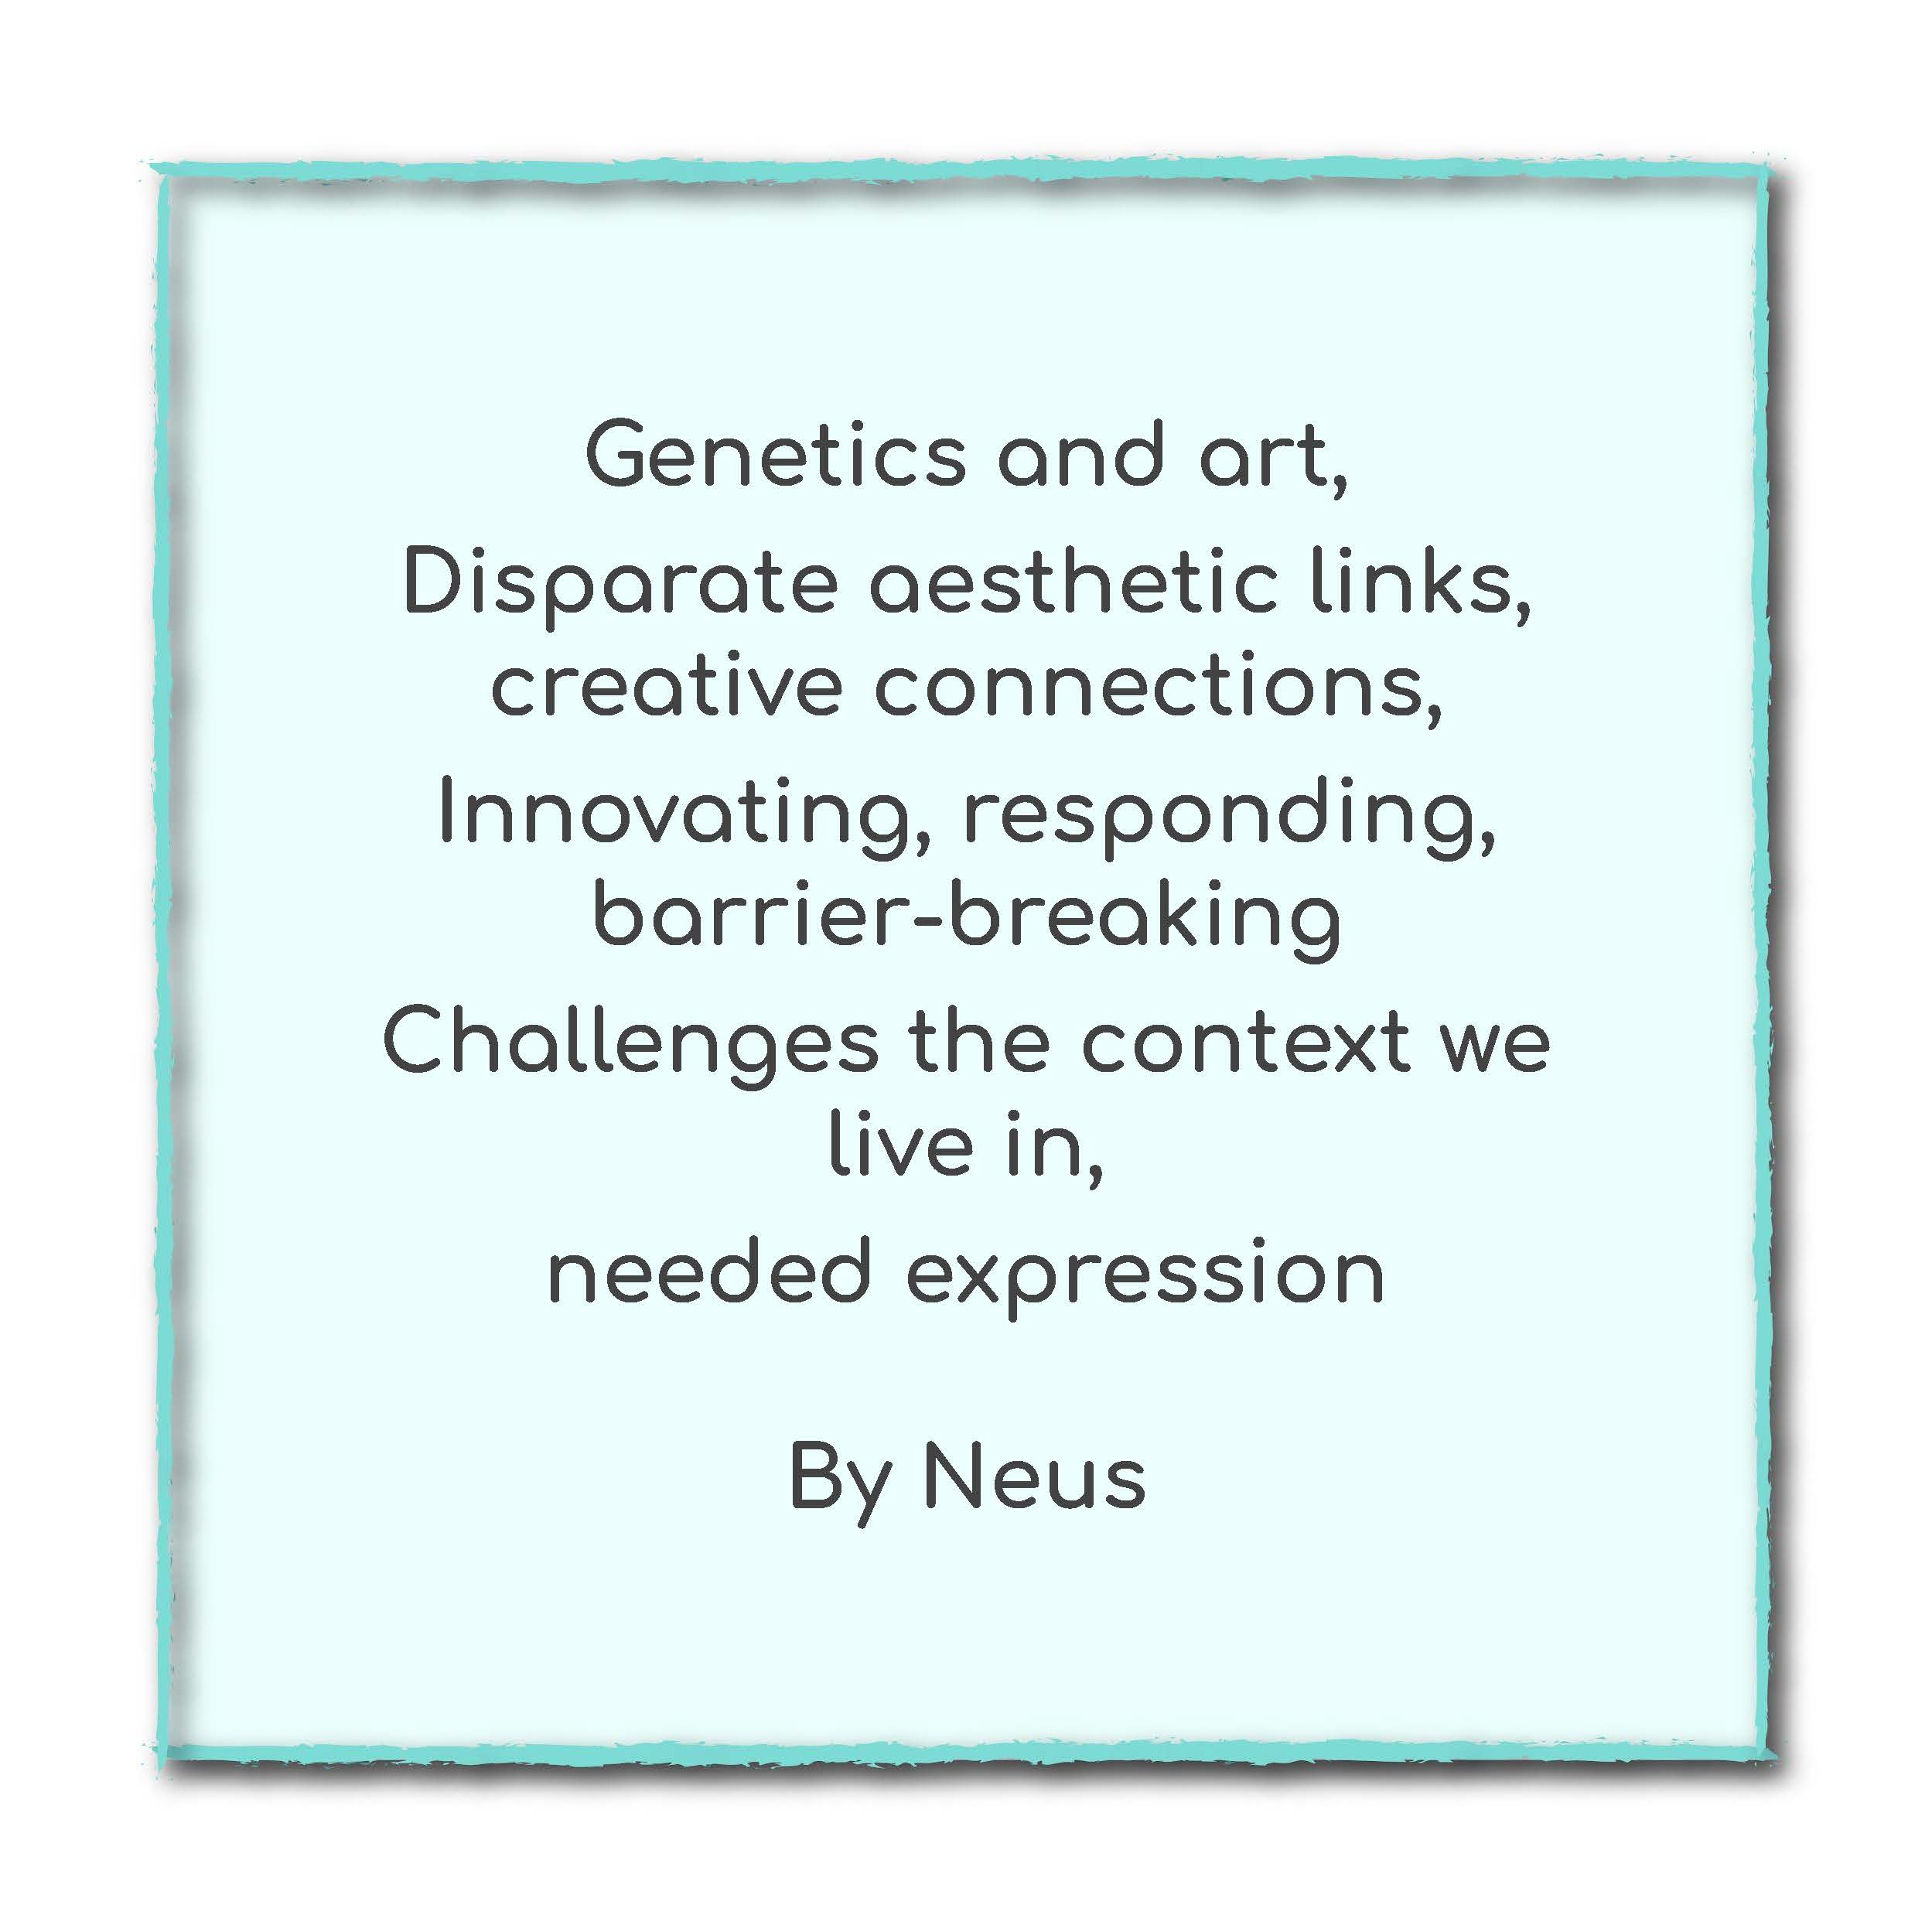 Genetics and art,
Disparate aesthetic links,
creative connections,
Innovating, responding,
barrier-breaking
Challenges the context we
live in,
needed expression
By Neus